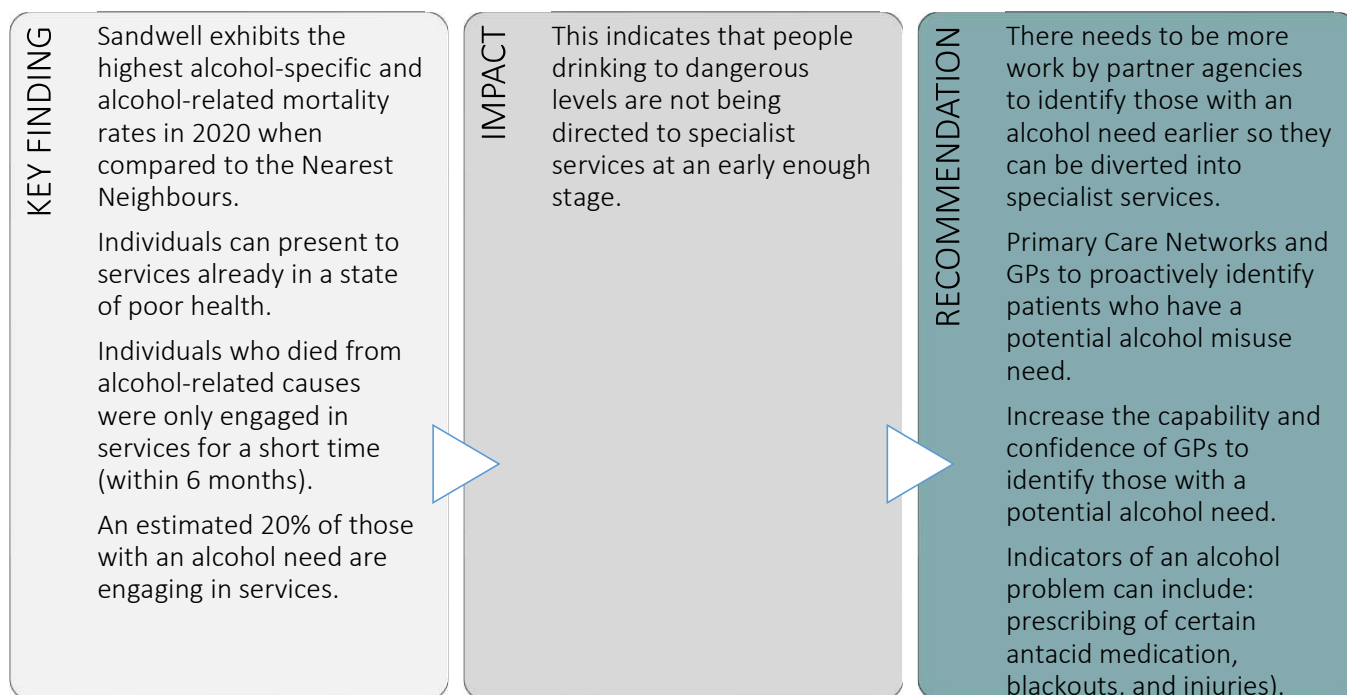 KEY FINDING
Sandwell exhibits the
highest alcohol-specific and
alcohol-related mortality
rates in 2020 when
compared to the Nearest
Neighbours.
Individuals can present to
services already in a state
of poor health.
Individuals who died from
alcohol-related causes
were only engaged in
services for a short time
(within 6 months).
An estimated 20% of those
with an alcohol need are
engaging in services.
IMPACT
This indicates that people
drinking to dangerous
levels are not being
directed to specialist
services at an early enough
stage.
RECOMMENDATION
There needs to be more
work by partner agencies
to identify those with an
alcohol need earlier so they
can be diverted into
specialist services.
Primary Care Networks and
GPs to proactively identify
patients who have a
potential alcohol misuse
need.
Increase the capability and
confidence of GPs to
identify those with a
potential alcohol need.
Indicators of an alcohol
problem can include:
prescribing of certain
antacid medication,
blackouts, and injuries).